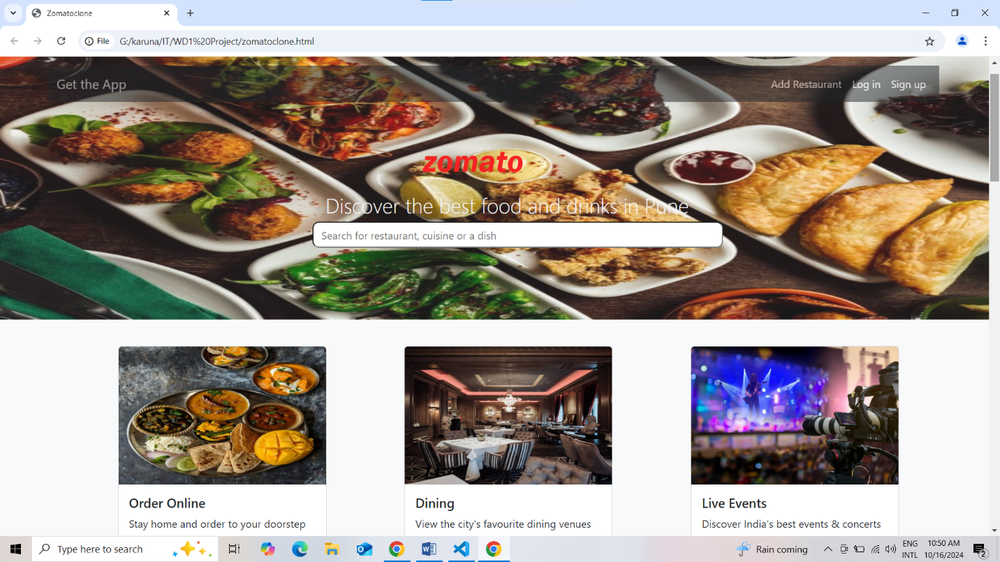 Zomatoclone
File G:/karuna/IT/WD1%20Project/zomatoclone.html
Get the App Add Restaurant Log in Sign up
zomato
Discover the best food and drinks in Pune
Search for restaurant, cuisine or a dish
Order Online Dining Live Events
Stay home and order to your doorstep View the city's favourite dining venues Discover India's best events & concerts
Type here to search Rain coming ENG 10:50 AM
INTL 10/16/2024 2